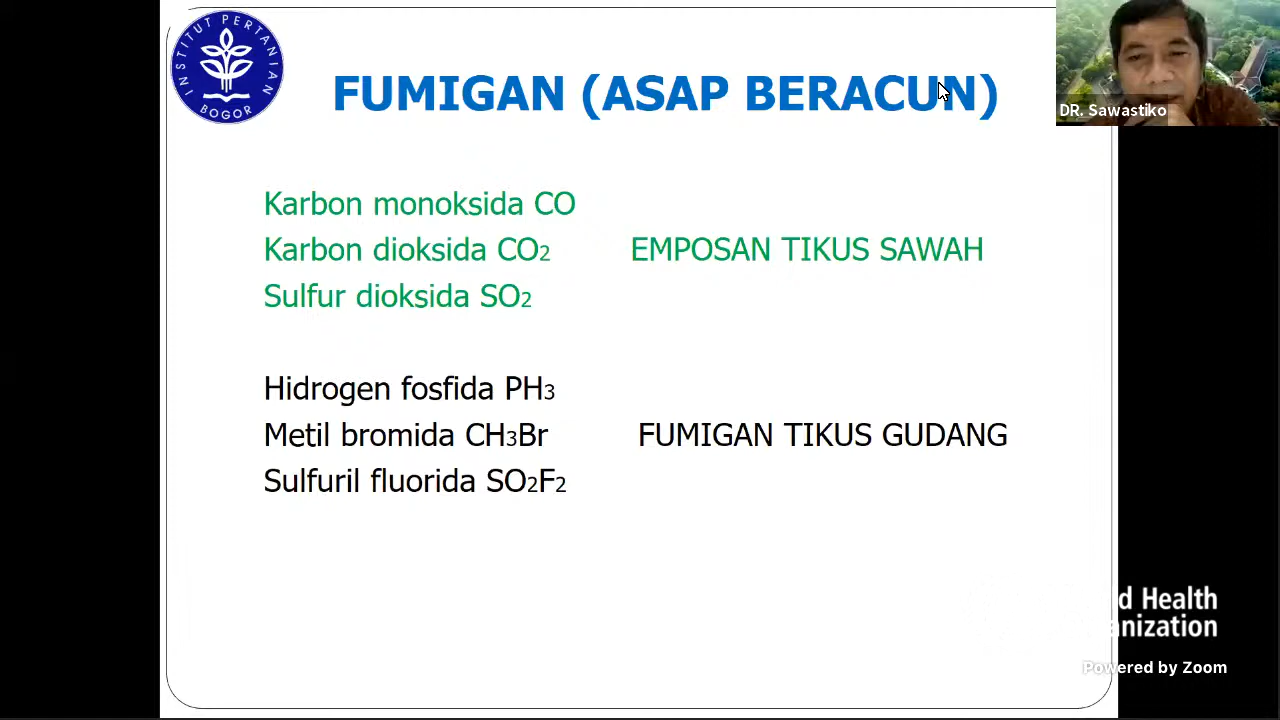 INSTITUT PERTANIAN
BOGOR
FUMIGAN (ASAP BERACUN)
DR. Sawastiko
Karbon monoksida CO
Karbon dioksida CO2
EMPOSAN TIKUS SAWAH
Sulfur dioksida SO2
Hidrogen fosfida PH3
Metil bromida CH3Br
FUMIGAN TIKUS GUDANG
Sulfuril fluorida SO2F2
d Health
anization
Powered by Zoom